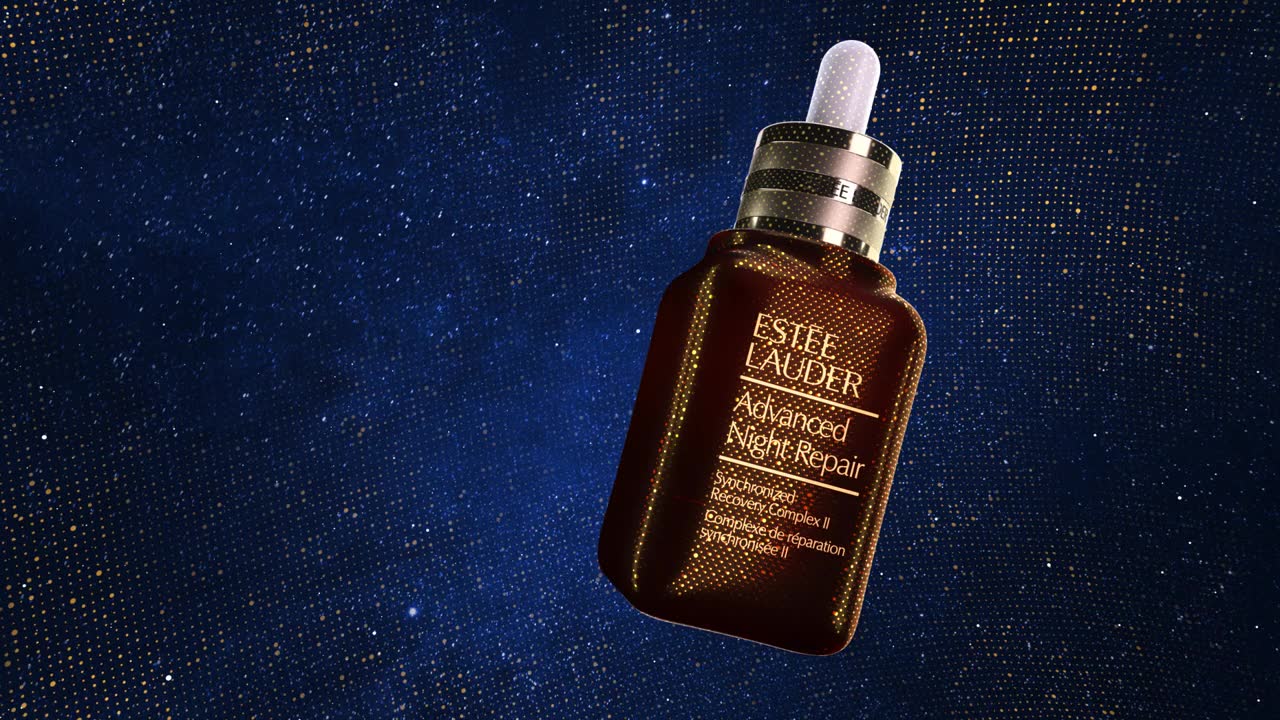 ESTĒE
LAUDER
Advanced
Night Repair
Synchronized
Recovery Complex II
Complexe de réparation
synchronisée II